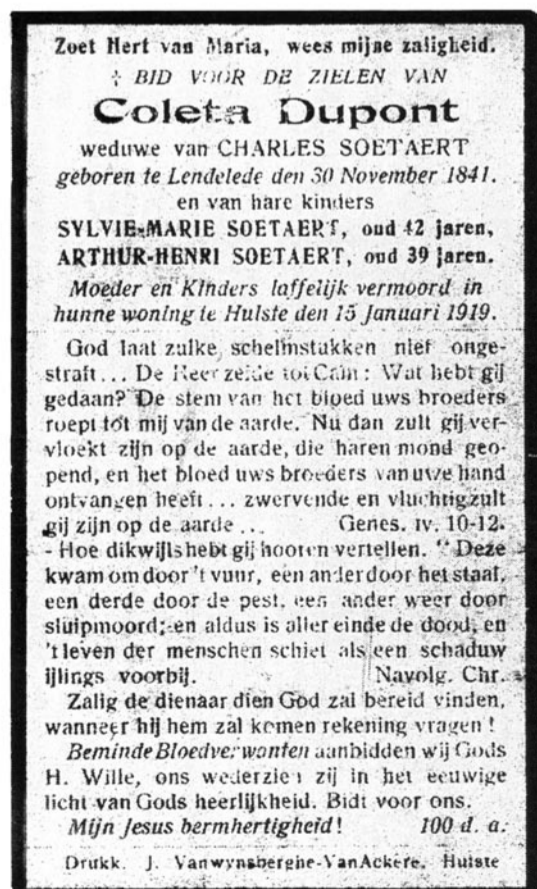 Zoet Hert van Maria, wees mijne zaligheid.
† BID VOOR DE ZIELEN VAN
Coleta Dupont
weduwe van CHARLES SOETAERT
geboren te Lendelede den 30 November 1841.
en van hare kinders
SYLVIE-MARIE SOETAERT, oud 42 jaren,
ARTHUR-HENRI SOETAERT, oud 39 jaren.
Moeder en Kinders laffelijk vermoord in
hunne woning te Hulste den 15 Januari 1919.
God laat zulke schelmstukken niet onge-
straft... De Heer zeide tot Cain: Wat hebt gij
gedaan? De stem van het bloed uws broeders
roept tot mij van de aarde. Nu dan zult gij ver-
vloekt zijn op de aarde, die haren mond geo-
pend, en het bloed uws broeders van uwe hand
ontvangen heeft... zwervende en vluchtig zult
gij zijn op de aarde... Genes. IV. 10-12.
- Hoe dikwijls hebt gij hooren vertellen. " Deze
kwam om door 't vuur, een ander door het staal,
een derde door de pest, een ander weer door
sluipmoord; en aldus is aller einde de dood, en
't leven der menschen schiet als een schaduw
ijlings voorbij. Navolg. Chr.
Zalig de dienaar dien God zal bereid vinden,
wanneer hij hem zal komen rekening vragen!
Beminde Bloedverwanten aanbidden wij Gods
H. Wille, ons wederzien zij in het eeuwige
licht van Gods heerlijkheid. Bidt voor ons.
Mijn Jesus bermhertigheid! 100 d. a.
Drukk. J. Vanwynsberghe-VanAckere, Hulste